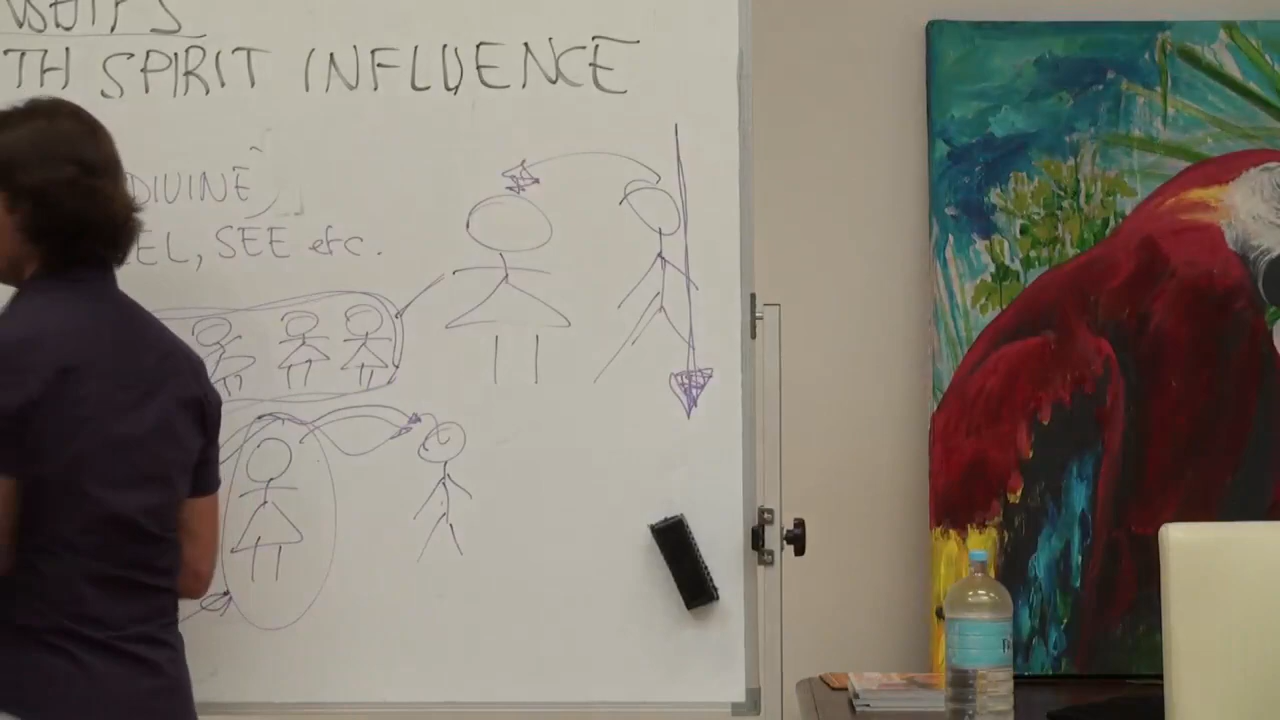 TH SPIRIT INFLUENCE
DIVINE)
EL, SEE etc.